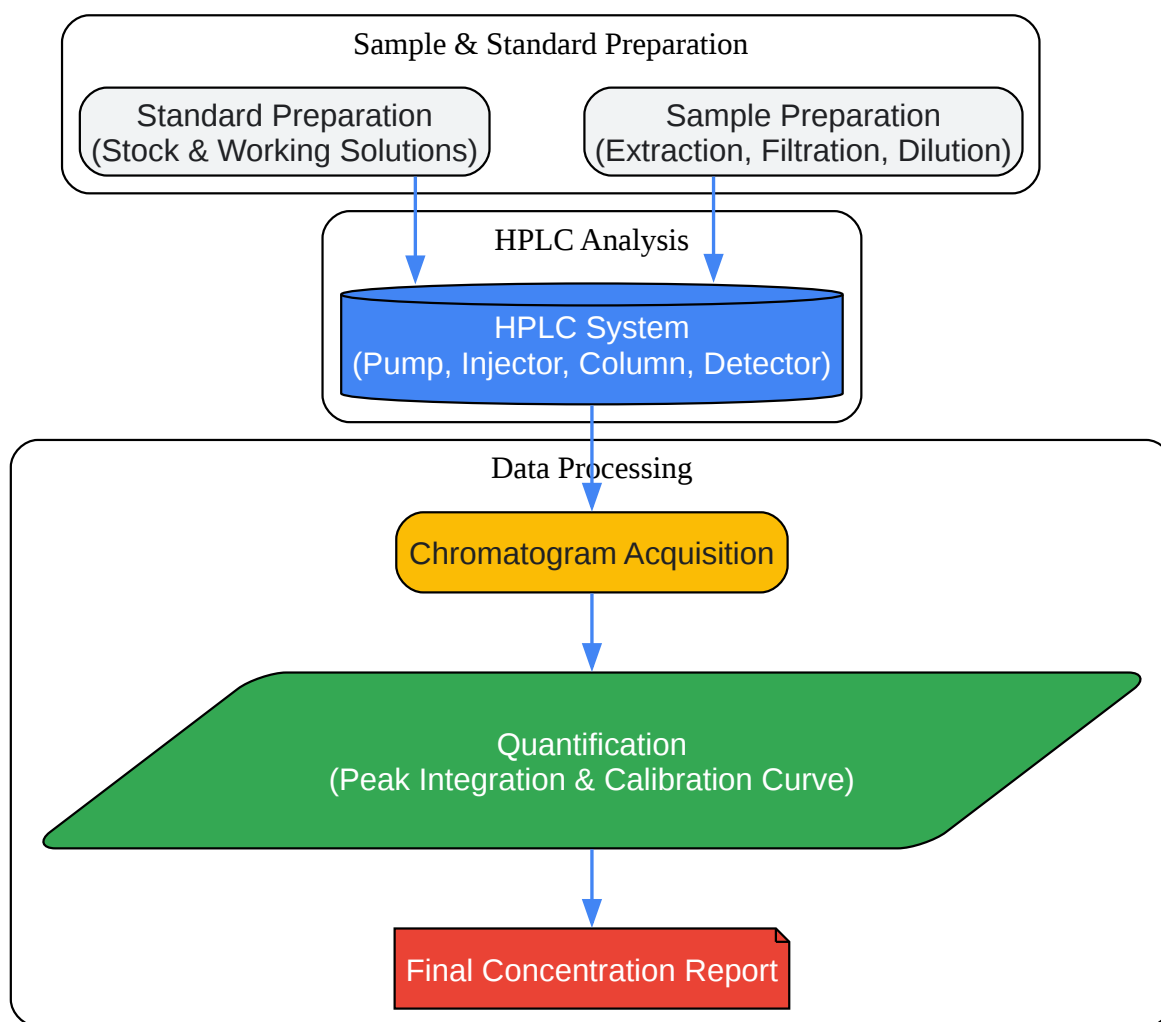 Sample & Standard Preparation
Standard Preparation
(Stock & Working Solutions)
Sample Preparation
(Extraction, Filtration, Dilution)
HPLC Analysis
HPLC System
(Pump, Injector, Column, Detector)
Data Processing
Chromatogram Acquisition
Quantification
(Peak Integration & Calibration Curve)
Final Concentration Report